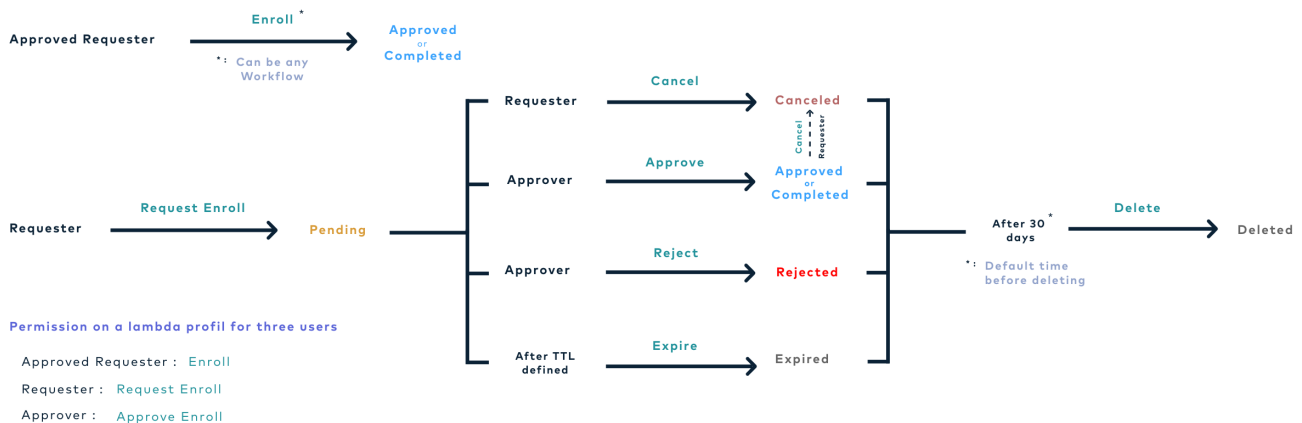 Enroll *
Approved Requester
Approved
or
Completed
*: Can be any
Workflow
Cancel
Requester
Canceled
Cancel
Requester
Approve
Approver
Approved
or
Completed
Request Enroll
Requester
Pending
After 30 *
days
Delete
Deleted
*: Default time
before deleting
Reject
Approver
Rejected
Expire
After TTL
defined
Expired
Permission on a lambda profil for three users
Approved Requester : Enroll
Requester : Request Enroll
Approver : Approve Enroll